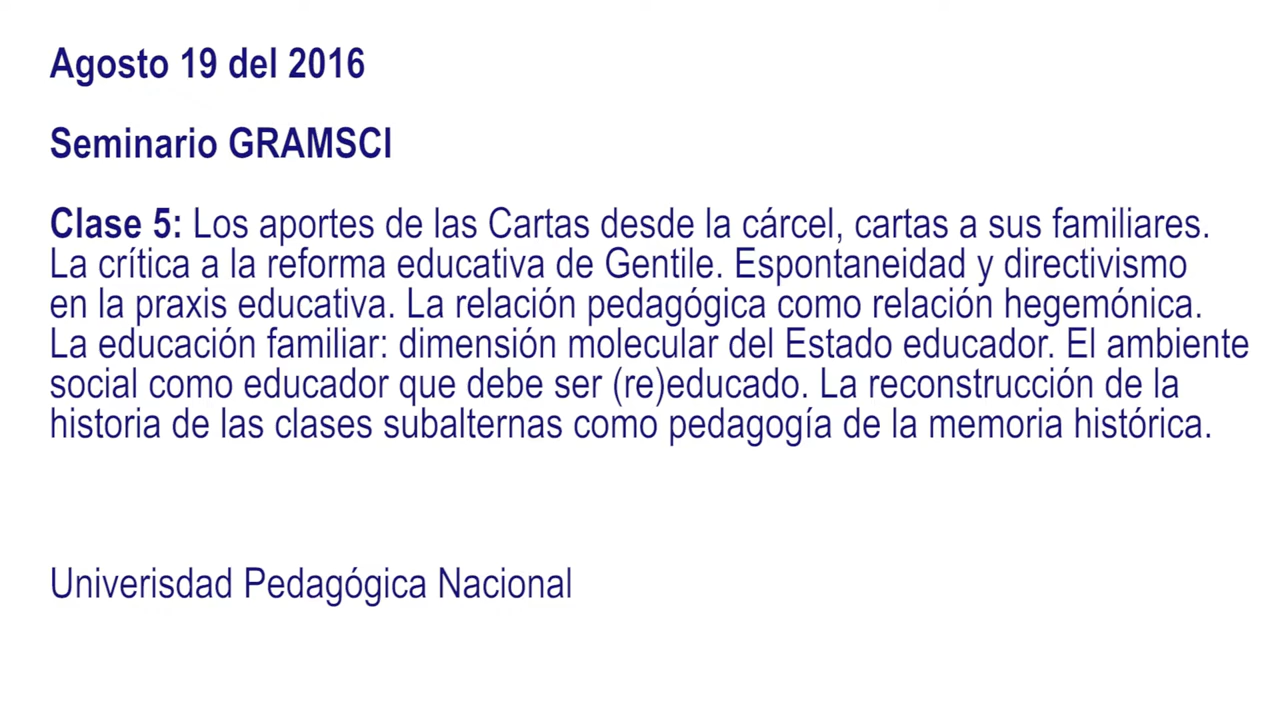 Agosto 19 del 2016
Seminario GRAMSCI
Clase 5: Los aportes de las Cartas desde la cárcel, cartas a sus familiares.
La crítica a la reforma educativa de Gentile. Espontaneidad y directivismo
en la praxis educativa. La relación pedagógica como relación hegemónica.
La educación familiar: dimensión molecular del Estado educador. El ambiente
social como educador que debe ser (re)educado. La reconstrucción de la
historia de las clases subalternas como pedagogía de la memoria histórica.
Univerisdad Pedagógica Nacional